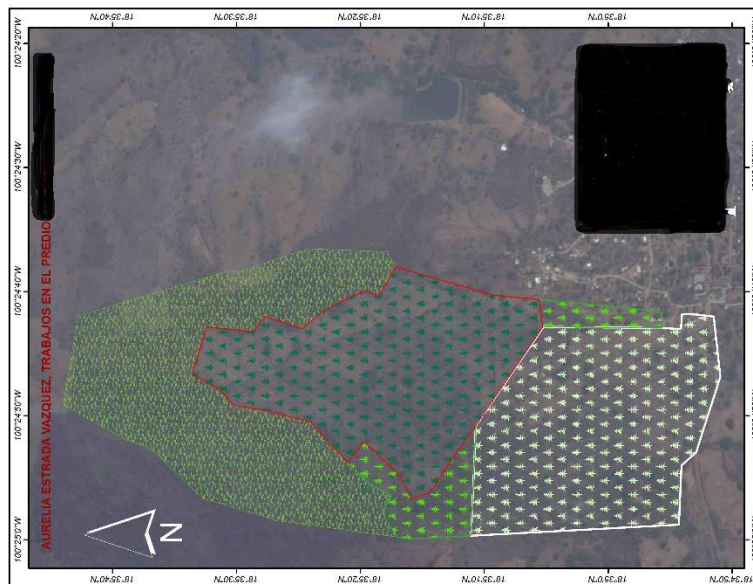 AURELIA ESTRADA VAZQUEZ, TRABAJOS EN EL PREDIO
100°25'0"W
100°24'50"W
100°24'40"W
100°24'30"W
100°24'20"W
18°35'40"N
18°35'30"N
18°35'20"N
18°35'10"N
18°35'0"N
18°35'40"N
18°35'30"N
18°35'20"N
18°35'10"N
18°35'0"N
18°34'50"N
N